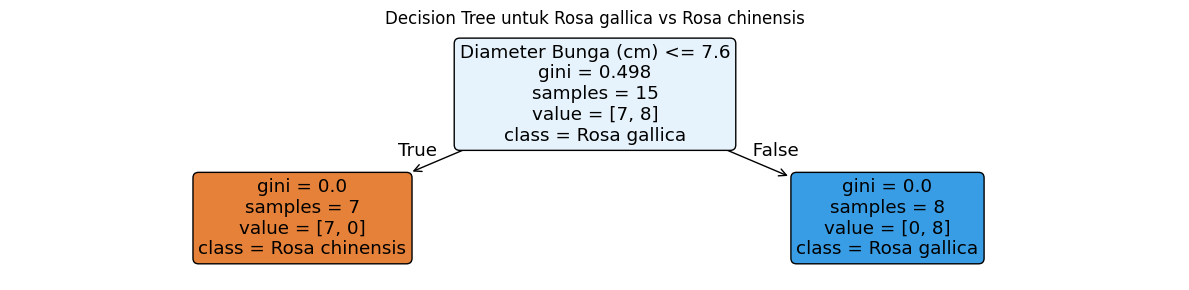 Decision Tree untuk Rosa gallica vs Rosa chinensis
Diameter Bunga (cm) <= 7.6
gini = 0.498
samples = 15
value = [7, 8]
class = Rosa gallica
True
False
gini = 0.0
samples = 7
value = [7, 0]
class = Rosa chinensis
gini = 0.0
samples = 8
value = [0, 8]
class = Rosa gallica